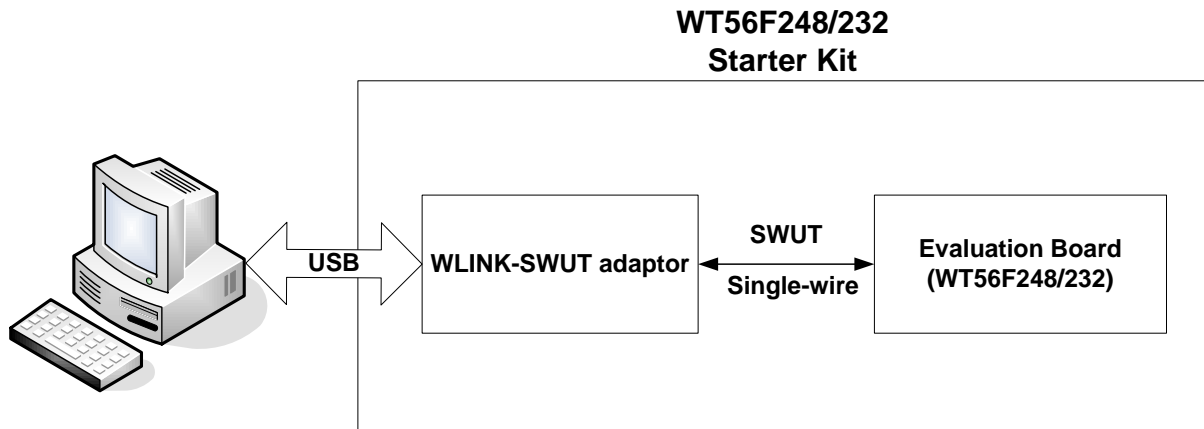 WT56F248/232
Starter Kit
USB
WLINK-SWUT adaptor
SWUT
Single-wire
Evaluation Board
(WT56F248/232)